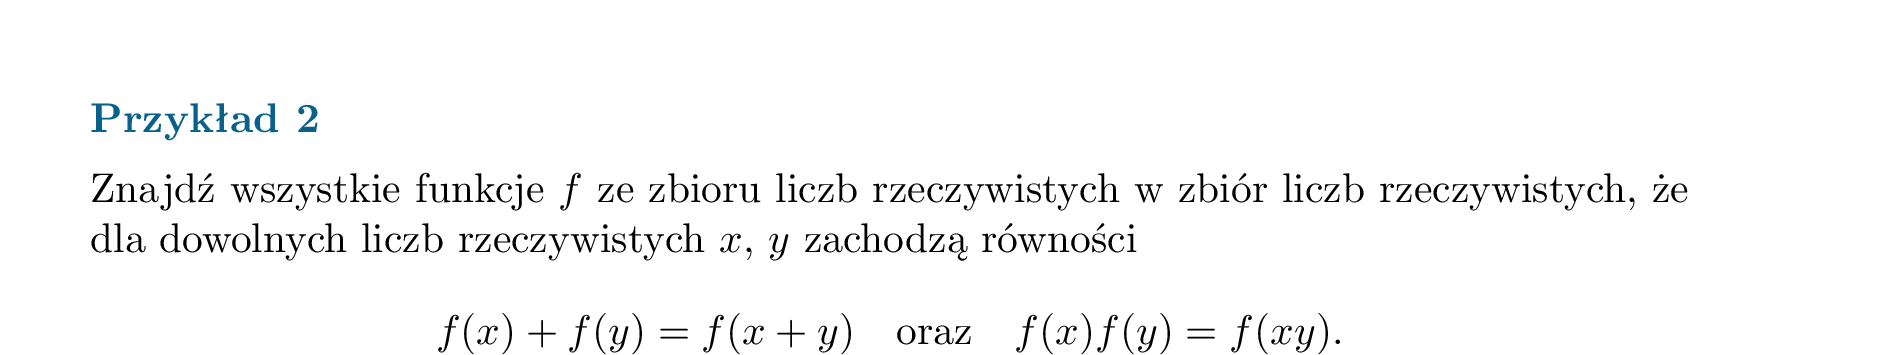 Przykład 2
Znajdź wszystkie funkcje f ze zbioru liczb rzeczywistych w zbiór liczb rzeczywistych, że
dla dowolnych liczb rzeczywistych x, y zachodzą równości
f(x) + f(y) = f(x + y) oraz f(x)f(y) = f(xy).